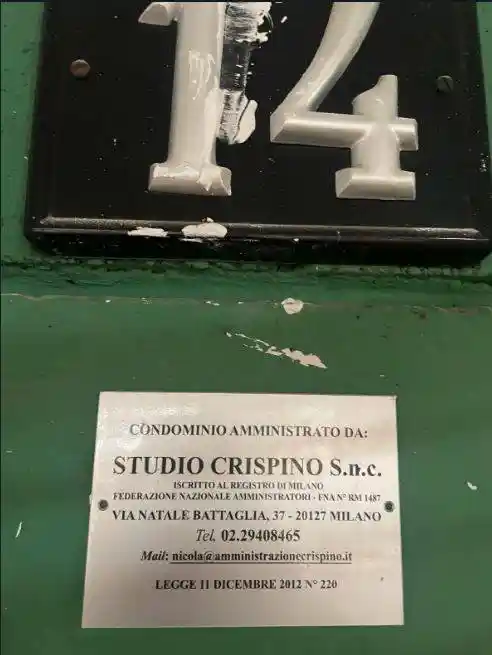 14
CONDOMINIO AMMINISTRATO DA:
STUDIO CRISPINO S.n.c.
ISCRITTO AL REGISTRO DI MILANO
FEDERAZIONE NAZIONALE AMMINISTRATORI - FNA N° RM 1487
VIA NATALE BATTAGLIA, 37 - 20127 MILANO
Tel. 02.29408465
Mail: nicola@amministrazionecrispino.it
LEGGE 11 DICEMBRE 2012 N° 220